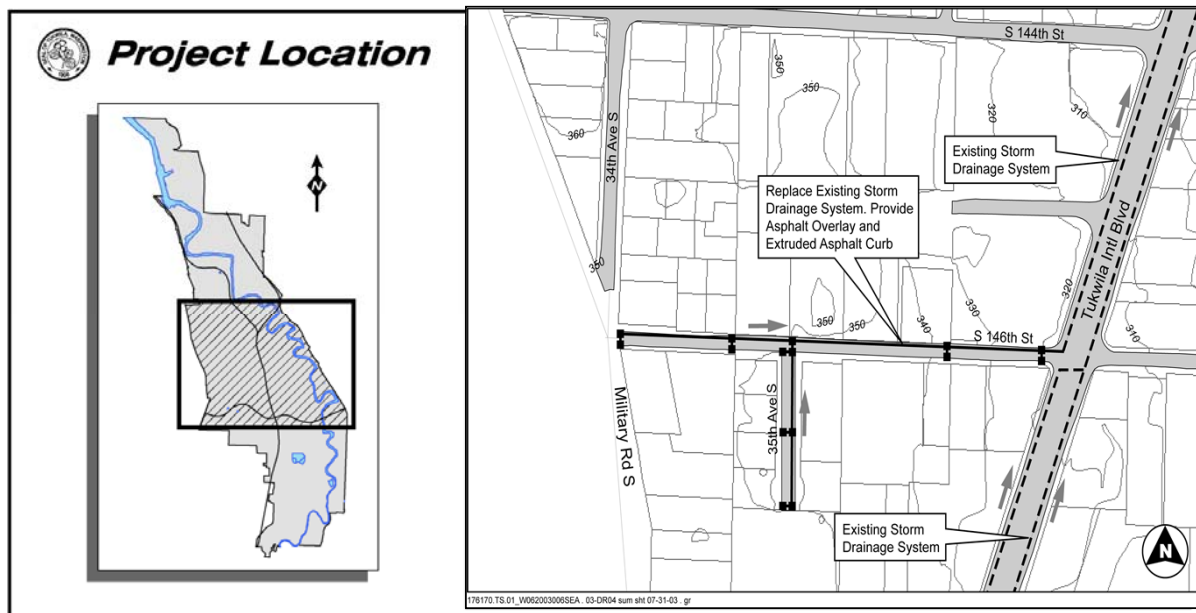 Project Location
N
S 144th St
350
350
320
310
360
34th Ave S
Existing Storm
Drainage System
Replace Existing Storm
Drainage System. Provide
Asphalt Overlay and
Extruded Asphalt Curb
Tukwila Intl Blvd
350
320
330
350
350
340
S 146th St
310
Military Rd S
35th Ave S
Existing Storm
Drainage System
N
176170.TS.01_W062003006SEA . 03-DR04 sum sht 07-31-03 . gr